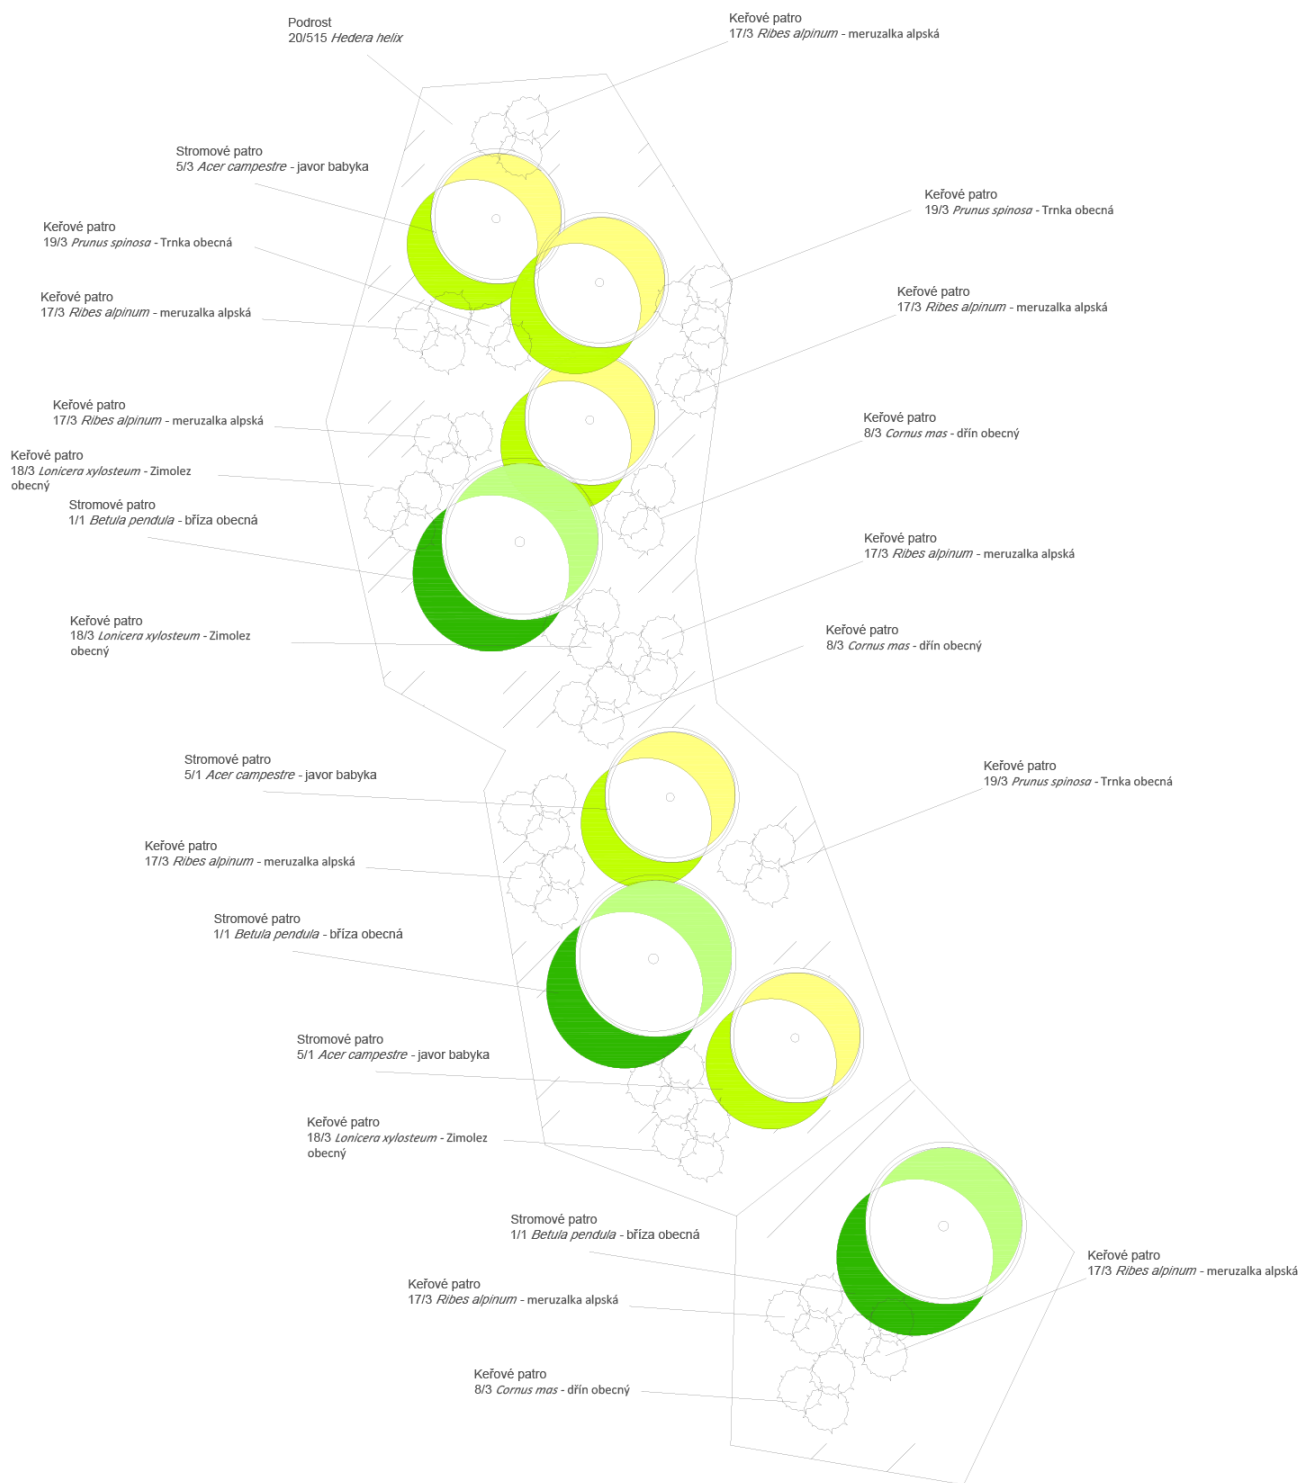 Podrost
20/515 Hedera helix
Keřové patro
17/3 Ribes alpinum - meruzalka alpská
Stromové patro
5/3 Acer campestre - javor babyka
Keřové patro
19/3 Prunus spinosa - Trnka obecná
Keřové patro
19/3 Prunus spinosa - Trnka obecná
Keřové patro
17/3 Ribes alpinum - meruzalka alpská
Keřové patro
17/3 Ribes alpinum - meruzalka alpská
Keřové patro
17/3 Ribes alpinum - meruzalka alpská
Keřové patro
8/3 Cornus mas - dřín obecný
Keřové patro
18/3 Lonicera xylosteum - Zimolez
obecný
Stromové patro
1/1 Betula pendula - bříza obecná
Keřové patro
17/3 Ribes alpinum - meruzalka alpská
Keřové patro
18/3 Lonicera xylosteum - Zimolez
obecný
Keřové patro
8/3 Cornus mas - dřín obecný
Stromové patro
5/1 Acer campestre - javor babyka
Keřové patro
19/3 Prunus spinosa - Trnka obecná
Keřové patro
17/3 Ribes alpinum - meruzalka alpská
Stromové patro
1/1 Betula pendula - bříza obecná
Stromové patro
5/1 Acer campestre - javor babyka
Keřové patro
18/3 Lonicera xylosteum - Zimolez
obecný
Stromové patro
1/1 Betula pendula - bříza obecná
Keřové patro
17/3 Ribes alpinum - meruzalka alpská
Keřové patro
17/3 Ribes alpinum - meruzalka alpská
Keřové patro
8/3 Cornus mas - dřín obecný